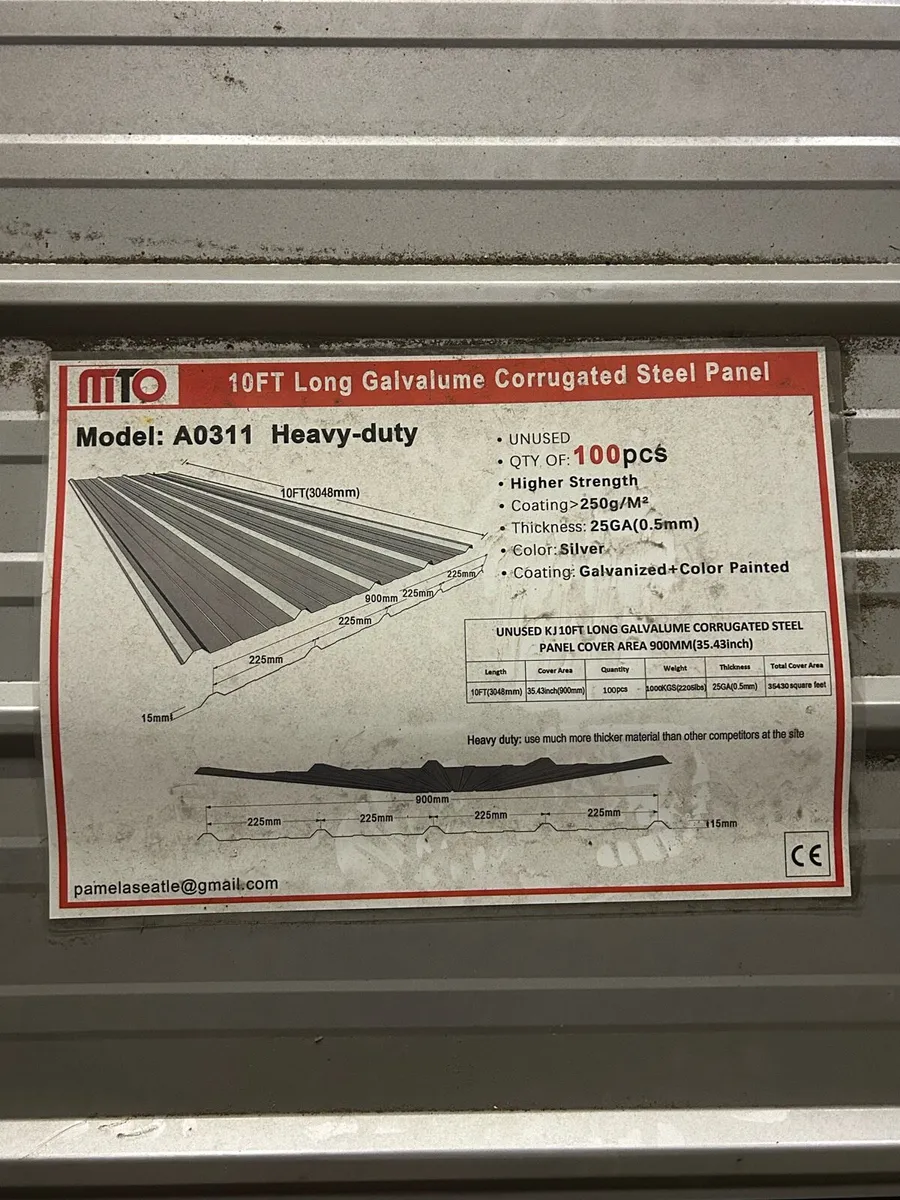 MTO
10FT Long Galvalume Corrugated Steel Panel
Model: A0311 Heavy-duty
• UNUSED
• QTY OF: 100pcs
• Higher Strength
• Coating>250g/M²
• Thickness: 25GA(0.5mm)
• Color: Silver
• Coating: Galvanized+Color Painted
10FT(3048mm)
225mm
225mm
900mm
225mm
225mm
15mm
UNUSED KJ10FT LONG GALVALUME CORRUGATED STEEL
PANEL COVER AREA 900MM(35.43inch)
Length Cover Area Quantity Weight Thickness Total Cover Area
10FT(3048mm) 35.43inch(900mm) 100pcs 1000KGS(2205lbs) 25GA(0.5mm) 35430 square feet
Heavy duty: use much more thicker material than other competitors at the site
900mm
225mm 225mm 225mm 225mm
15mm
CE
pamelaseatle@gmail.com